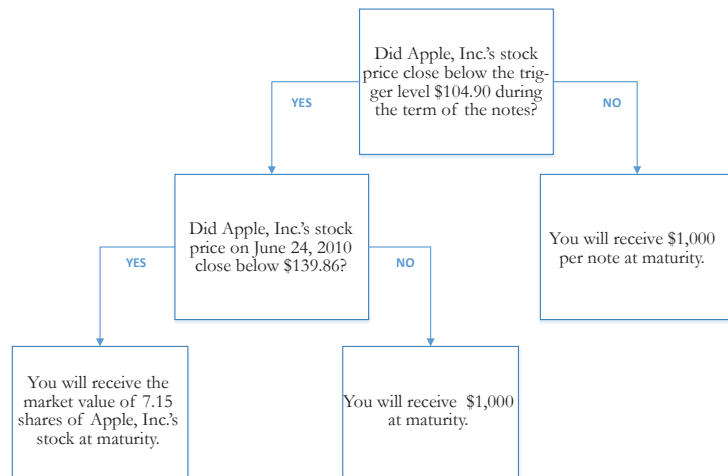 Did Apple, Inc.'s stock
price close below the trig-
ger level $104.90 during
the term of the notes?
YES
NO
Did Apple, Inc.'s stock
price on June 24, 2010
close below $139.86?
You will receive $1,000
per note at maturity.
YES
NO
You will receive the
market value of 7.15
shares of Apple, Inc.'s
stock at maturity.
You will receive $1,000
at maturity.